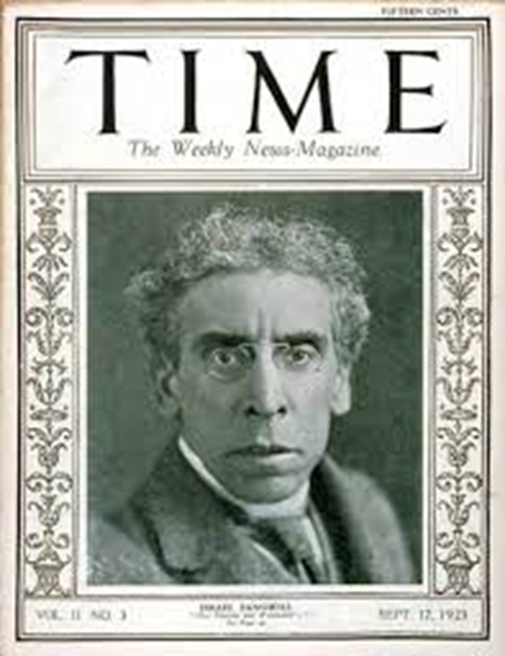 FIFTEEN CENTS
TIME
The Weekly News-Magazine
ISRAEL ZANGWILL
VOL. II NO. 3
SEPT. 17, 1923